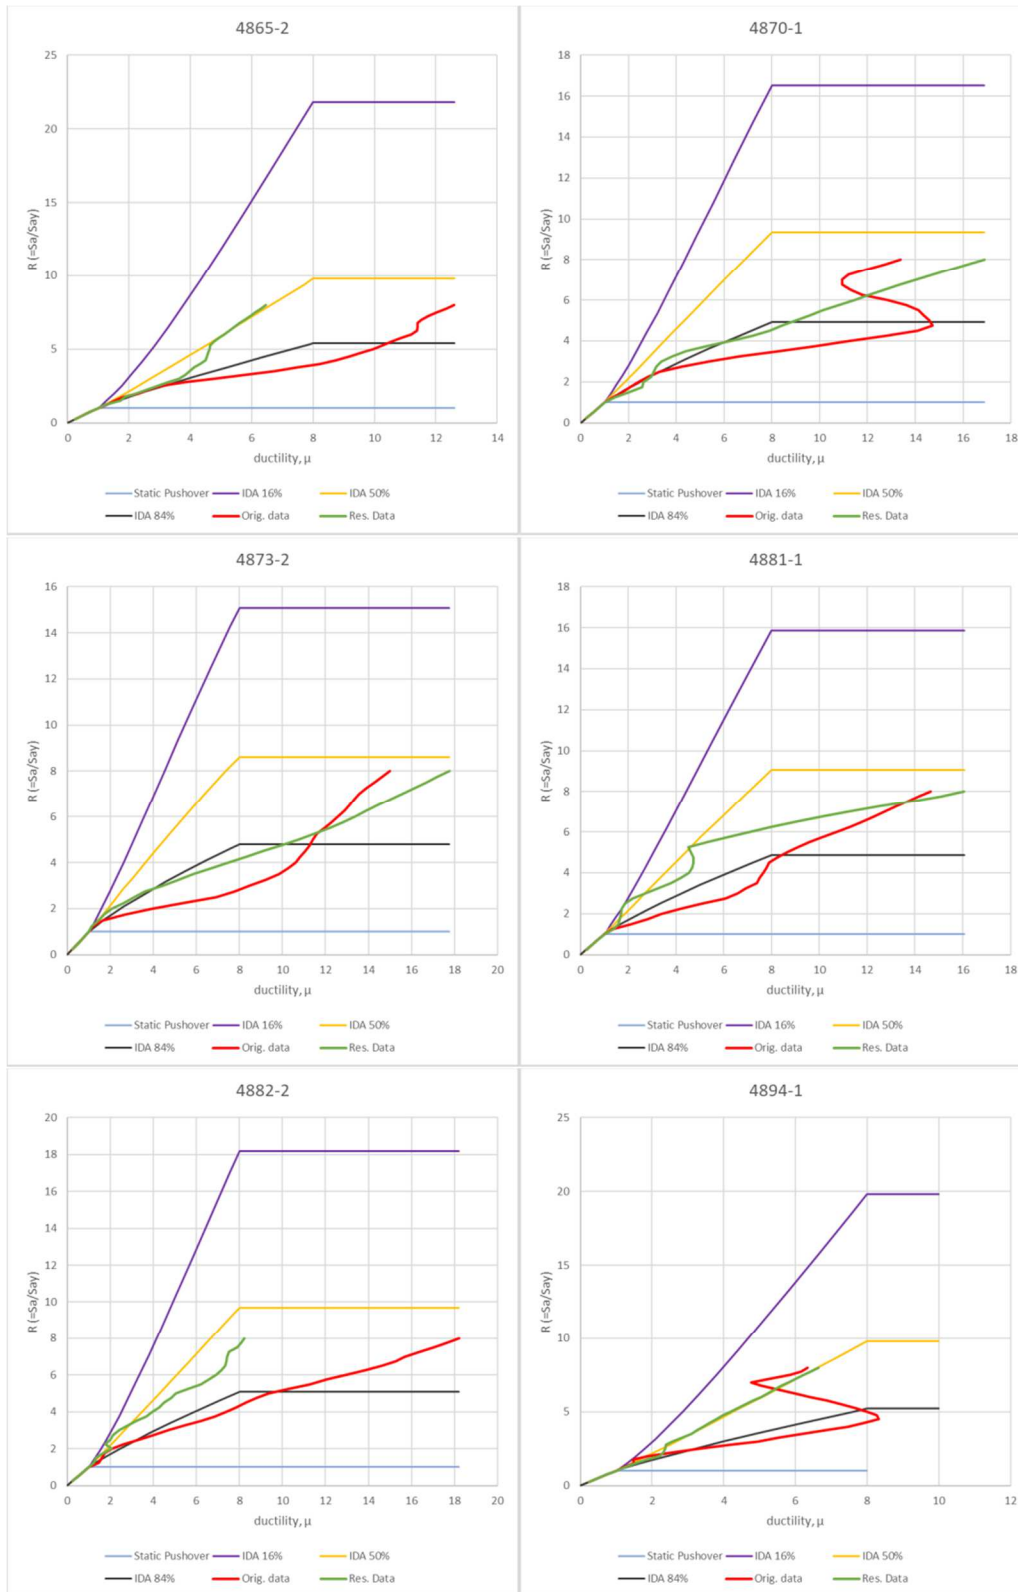 4865-2
25
20
15
10
5
0
R (=Sa/Say)
0 2 4 6 8 10 12 14
ductility, μ
Static Pushover IDA 16% IDA 50%
IDA 84% Orig. data Res. Data
4870-1
18
16
14
12
10
8
6
4
2
0
R (=Sa/Say)
0 2 4 6 8 10 12 14 16 18
ductility, μ
Static Pushover IDA 16% IDA 50%
IDA 84% Orig. data Res. Data
4873-2
16
14
12
10
8
6
4
2
0
R (=Sa/Say)
0 2 4 6 8 10 12 14 16 18 20
ductility, μ
Static Pushover IDA 16% IDA 50%
IDA 84% Orig. data Res. Data
4881-1
18
16
14
12
10
8
6
4
2
0
R (=Sa/Say)
0 2 4 6 8 10 12 14 16 18
ductility, μ
Static Pushover IDA 16% IDA 50%
IDA 84% Orig. data Res. Data
4882-2
20
18
16
14
12
10
8
6
4
2
0
R (=Sa/Say)
0 2 4 6 8 10 12 14 16 18 20
ductility, μ
Static Pushover IDA 16% IDA 50%
IDA 84% Orig. data Res. Data
4894-1
25
20
15
10
5
0
R (=Sa/Say)
0 2 4 6 8 10 12
ductility, μ
Static Pushover IDA 16% IDA 50%
IDA 84% Orig. data Res. Data